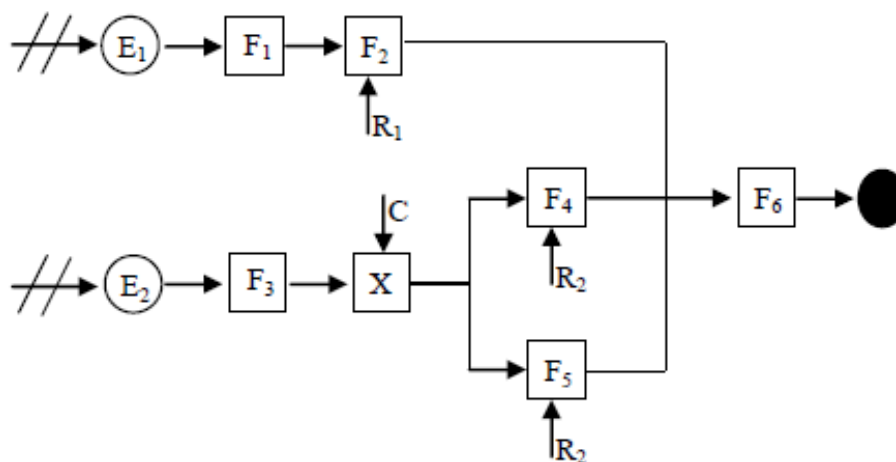 E₁ F₁ F₂
R₁
C F₄ F₆
E₂ F₃ X R₂
F₅
R₂